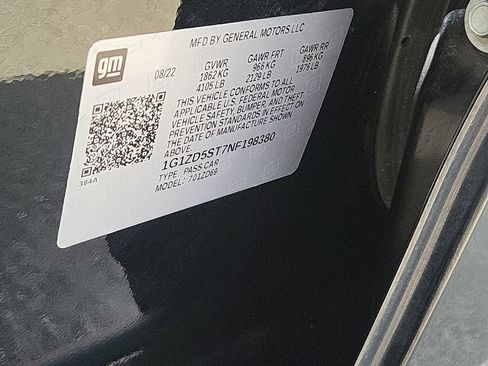 MFD BY GENERAL MOTORS LLC
gm
08/22
GVWR GAWR FRT GAWR RR
1862 KG 966 KG 896 KG
4105 LB 2129 LB 1976 LB
THIS VEHICLE CONFORMS TO ALL
APPLICABLE U.S. FEDERAL MOTOR
VEHICLE SAFETY, BUMPER, AND THEFT
PREVENTION STANDARDS IN EFFECT ON
THE DATE OF MANUFACTURE SHOWN
ABOVE.
1G1ZD5ST7NF198380
TYPE: PASS CAR
MODEL: 701ZD69
384A